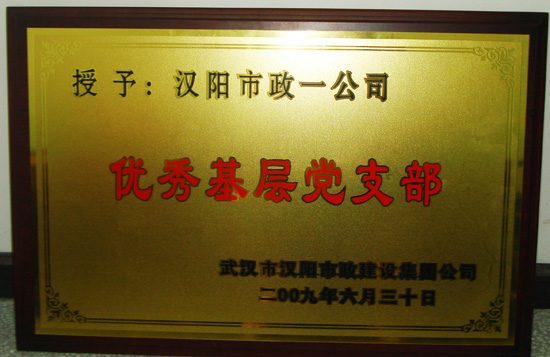 授予：汉阳市政一公司
优秀基层党支部
武汉市汉阳市政建设集团公司
二00九年六月三十日